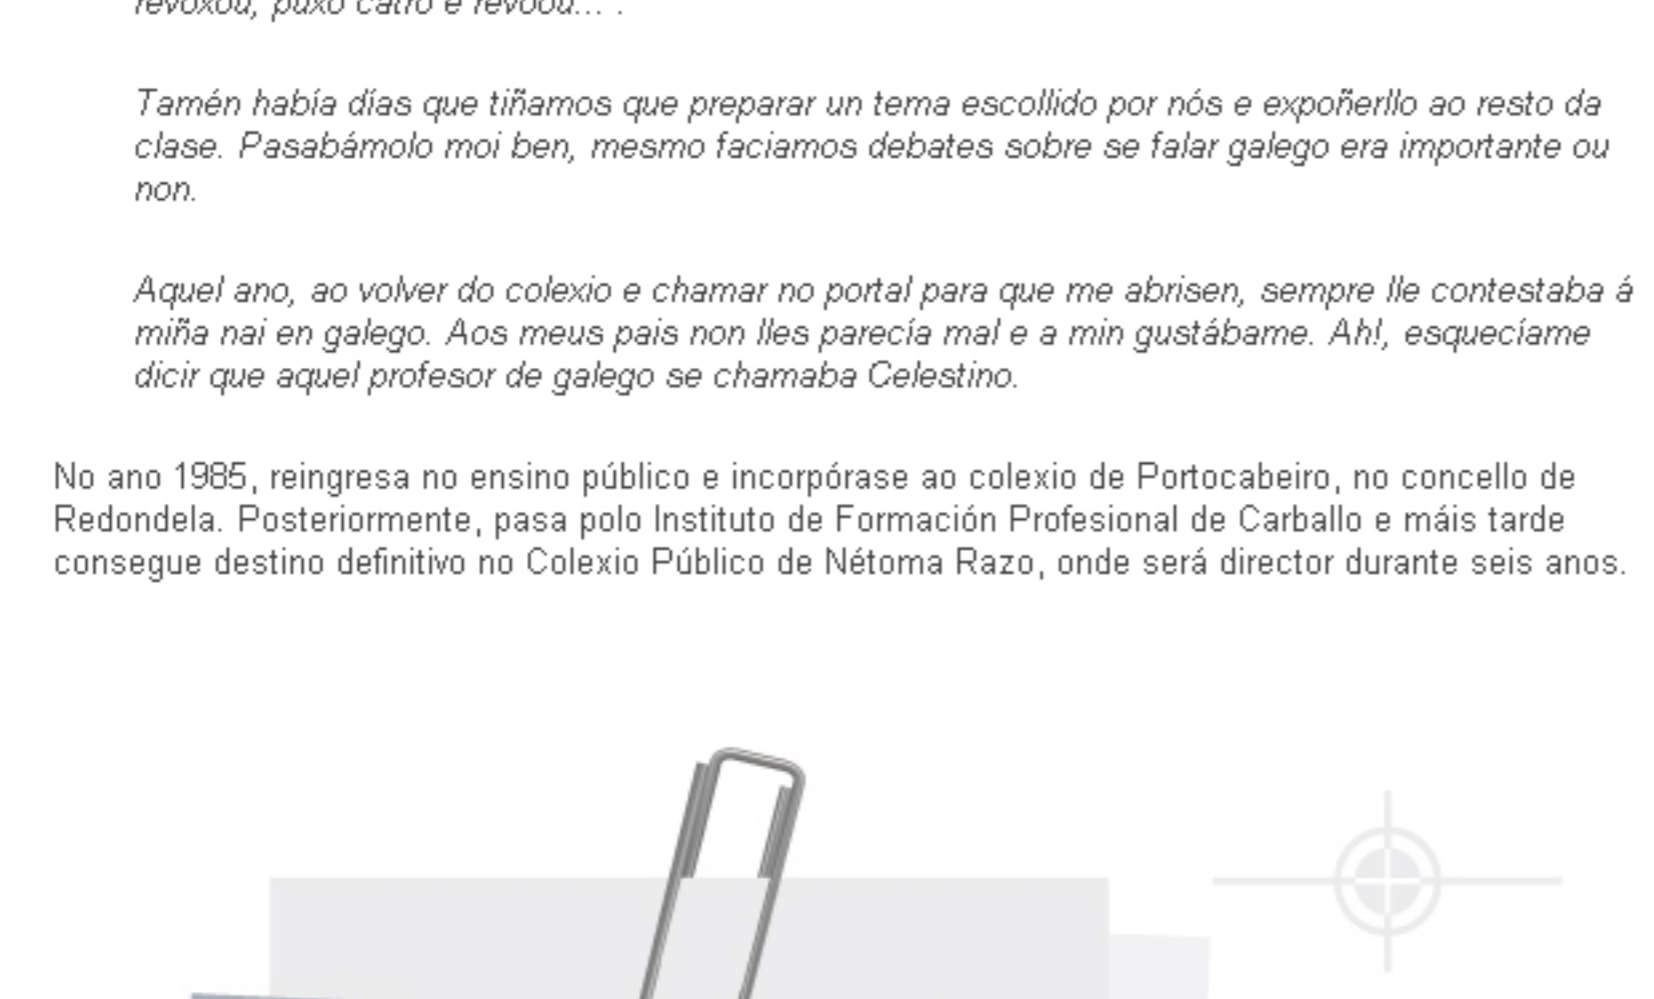 revoxou, puxo catro e revoou... .
Tamén había días que tiñamos que preparar un tema escollido por nós e expoñerllo ao resto da
clase. Pasabámolo moi ben, mesmo faciamos debates sobre se falar galego era importante ou
non.
Aquel ano, ao volver do colexio e chamar no portal para que me abrisen, sempre lle contestaba á
miña nai en galego. Aos meus pais non lles parecía mal e a min gustábame. Ah!, esquecíame
dicir que aquel profesor de galego se chamaba Celestino.
No ano 1985, reingresa no ensino público e incorpórase ao colexio de Portocabeiro, no concello de
Redondela. Posteriormente, pasa polo Instituto de Formación Profesional de Carballo e máis tarde
consegue destino definitivo no Colexio Público de Nétoma Razo, onde será director durante seis anos.